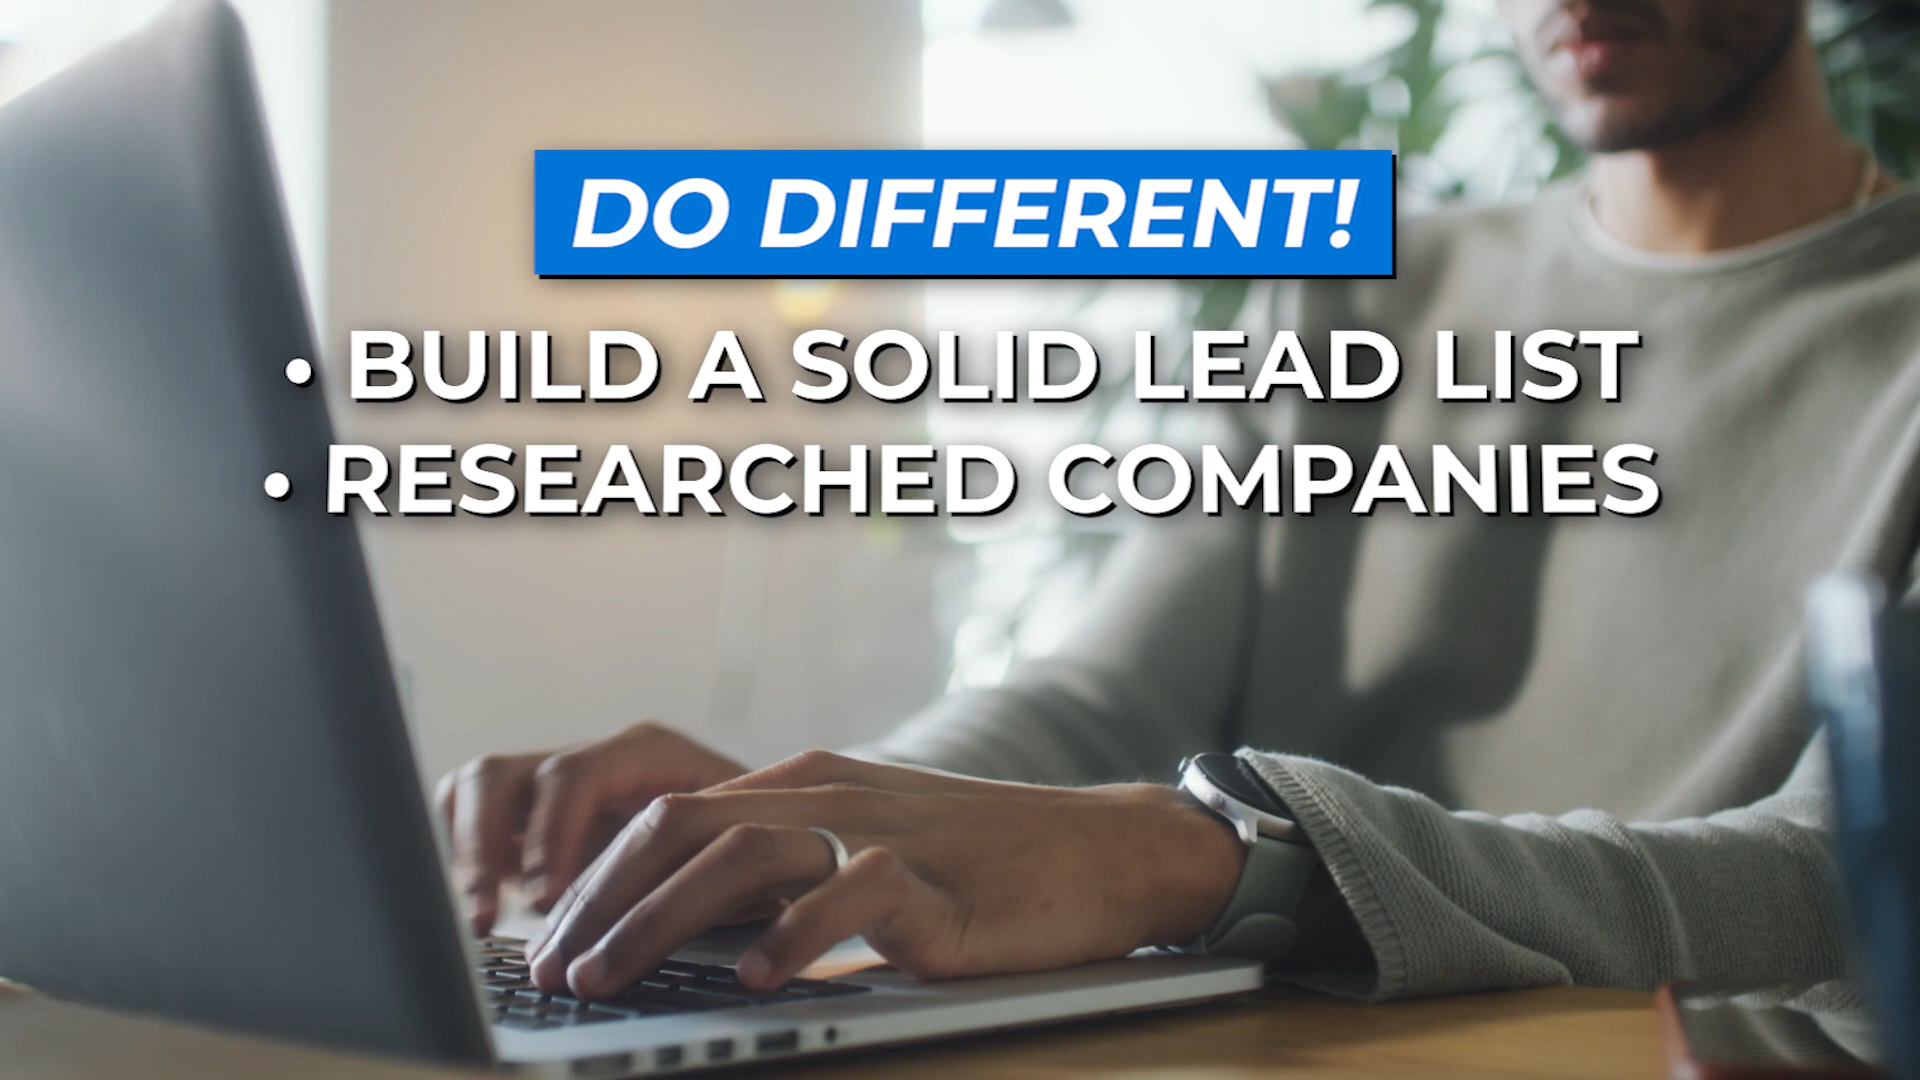 DO DIFFERENT!
• BUILD A SOLID LEAD LIST
• RESEARCHED COMPANIES